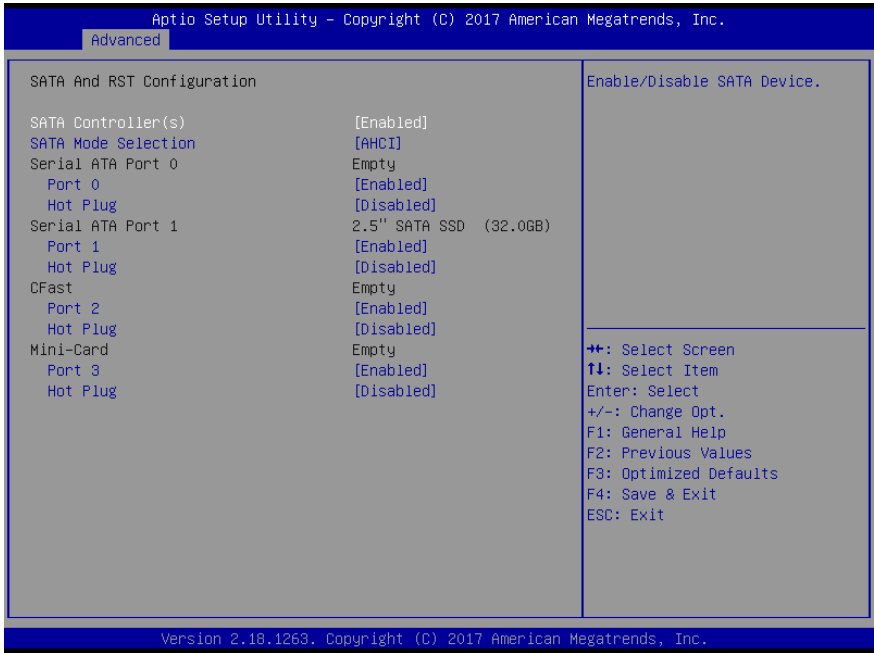 Aptio Setup Utility – Copyright (C) 2017 American Megatrends, Inc.
Advanced
SATA And RST Configuration
SATA Controller(s) [Enabled]
SATA Mode Selection [AHCI]
Serial ATA Port 0 Empty
Port 0 [Enabled]
Hot Plug [Disabled]
Serial ATA Port 1 2.5" SATA SSD (32.0GB)
Port 1 [Enabled]
Hot Plug [Disabled]
CFast Empty
Port 2 [Enabled]
Hot Plug [Disabled]
Mini-Card Empty
Port 3 [Enabled]
Hot Plug [Disabled]
Enable/Disable SATA Device.
→←: Select Screen
↑↓: Select Item
Enter: Select
+/-: Change Opt.
F1: General Help
F2: Previous Values
F3: Optimized Defaults
F4: Save & Exit
ESC: Exit
Version 2.18.1263. Copyright (C) 2017 American Megatrends, Inc.